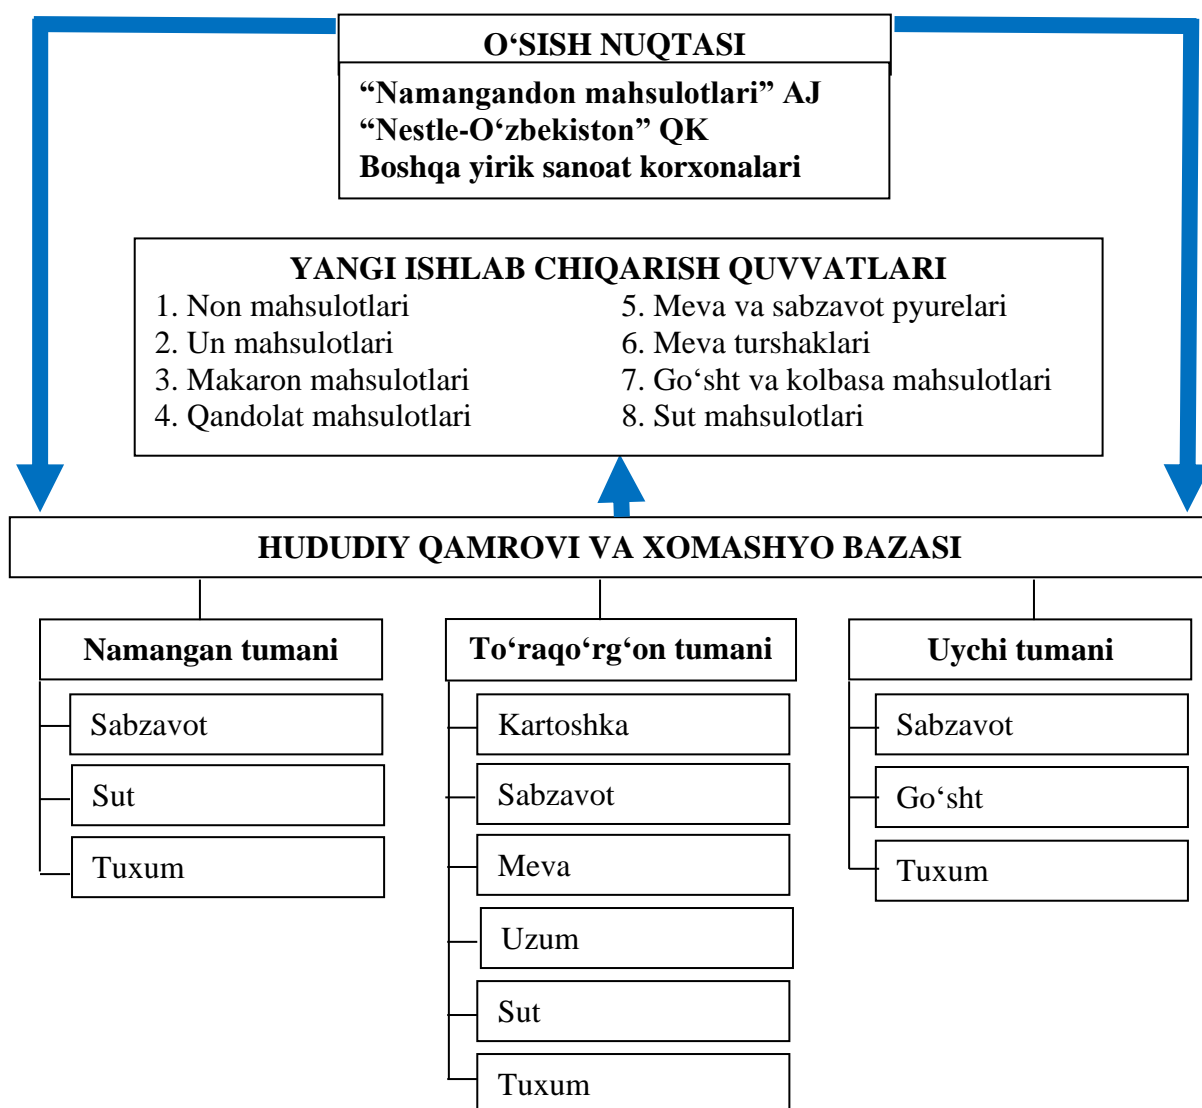 O‘SISH NUQTASI
“Namangandon mahsulotlari” AJ
“Nestle-O‘zbekiston” QK
Boshqa yirik sanoat korxonalari
YANGI ISHLAB CHIQARISH QUVVATLARI
1. Non mahsulotlari
2. Un mahsulotlari
3. Makaron mahsulotlari
4. Qandolat mahsulotlari
5. Meva va sabzavot pyurelari
6. Meva turshaklari
7. Go‘sht va kolbasa mahsulotlari
8. Sut mahsulotlari
HUDUDIY QAMROVI VA XOMASHYO BAZASI
Namangan tumani
Sabzavot
Sut
Tuxum
To‘raqo‘rg‘on tumani
Kartoshka
Sabzavot
Meva
Uzum
Sut
Tuxum
Uychi tumani
Sabzavot
Go‘sht
Tuxum